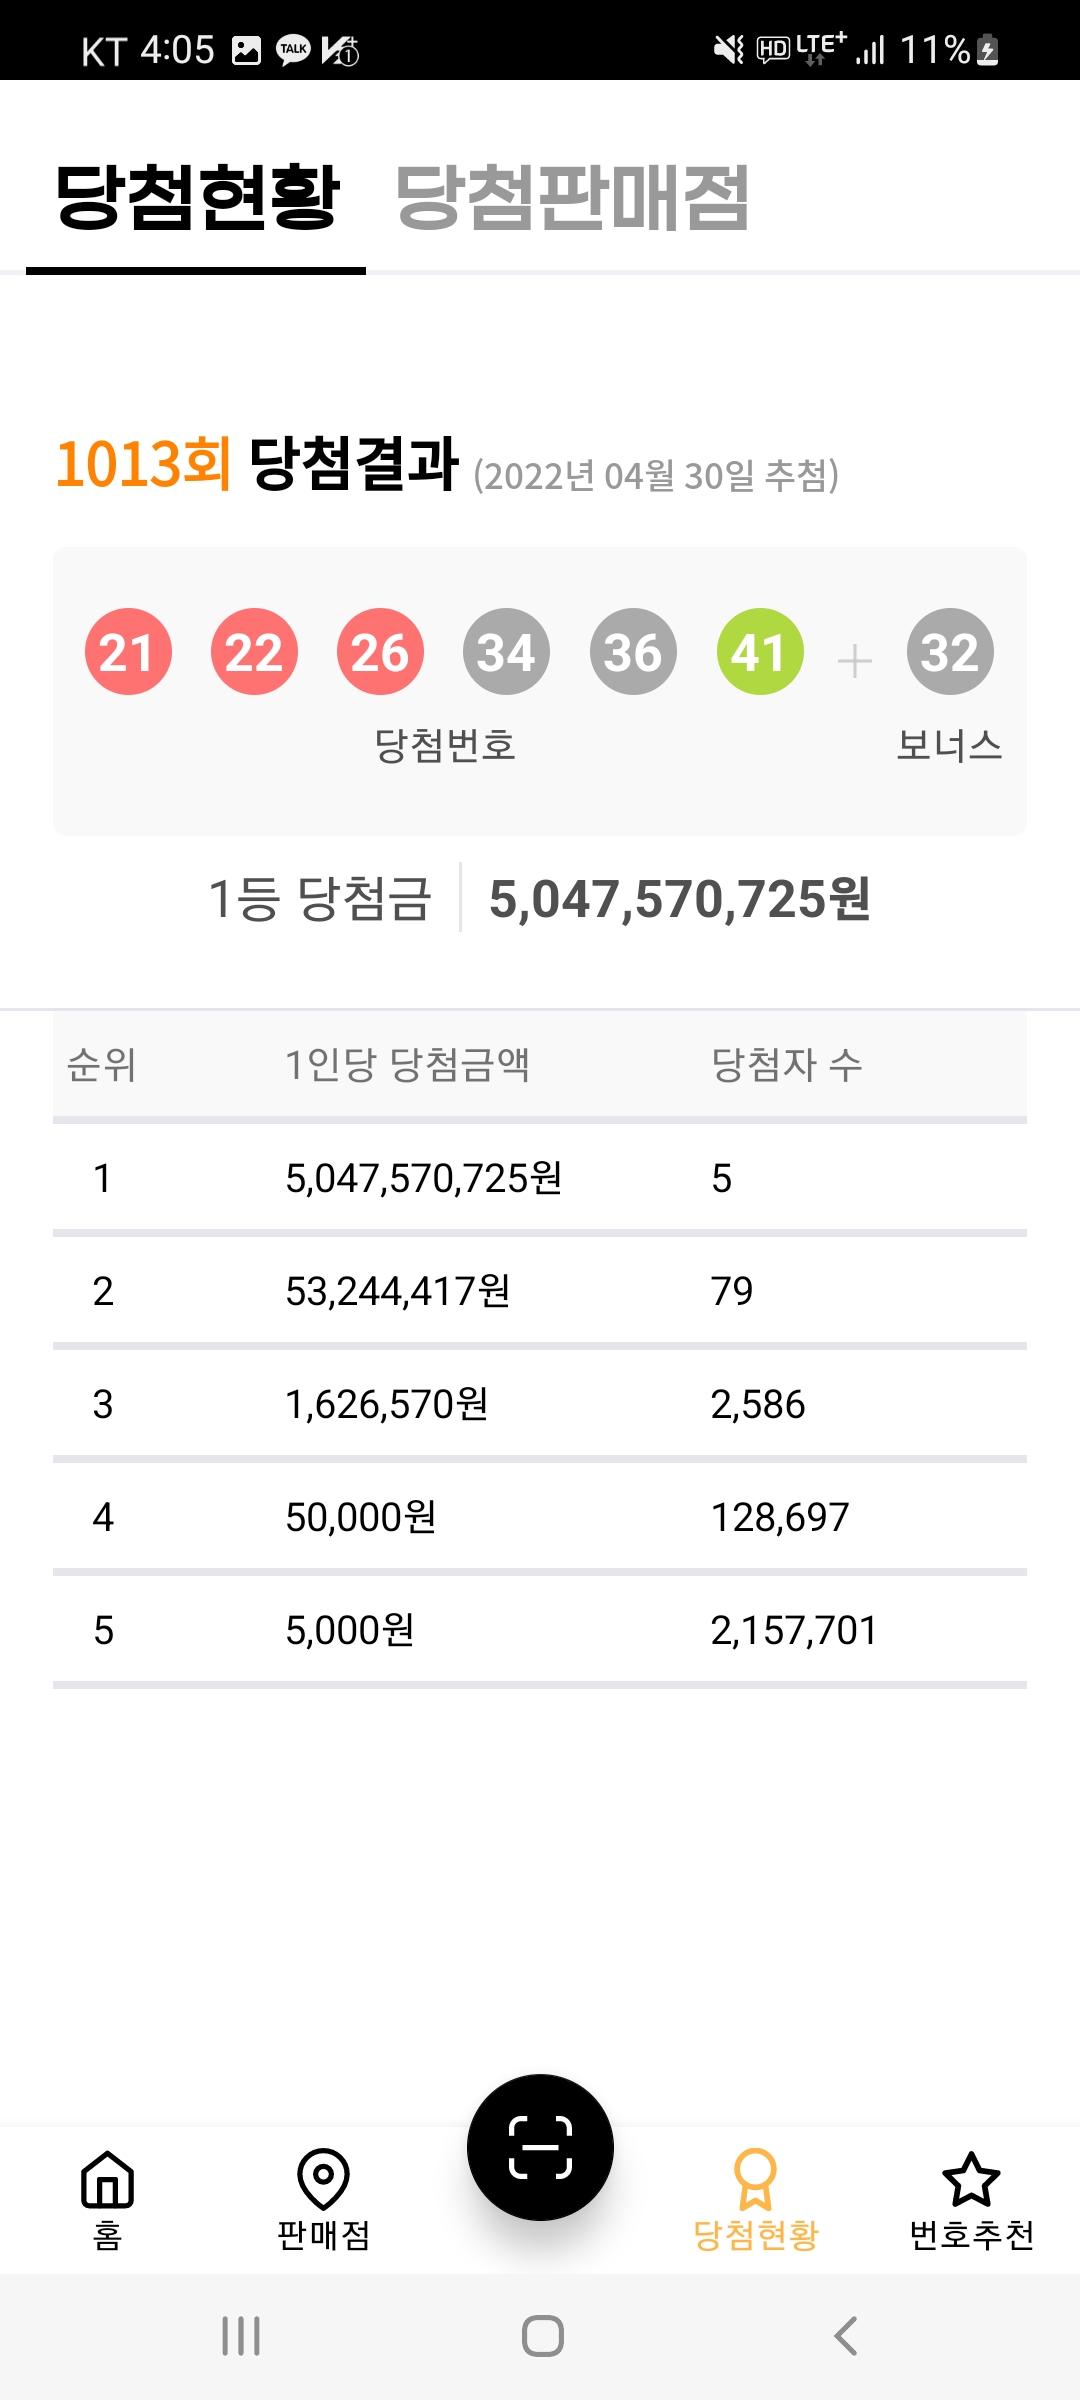 KT 4:05 TALK 1 HD LTE+ 11%
당첨현황 당첨판매점
1013회 당첨결과 (2022년 04월 30일 추첨)
21 22 26 34 36 41 + 32
당첨번호 보너스
1등 당첨금 5,047,570,725원
순위 1인당 당첨금액 당첨자 수
1 5,047,570,725원 5
2 53,244,417원 79
3 1,626,570원 2,586
4 50,000원 128,697
5 5,000원 2,157,701
홈 판매점 당첨현황 번호추천